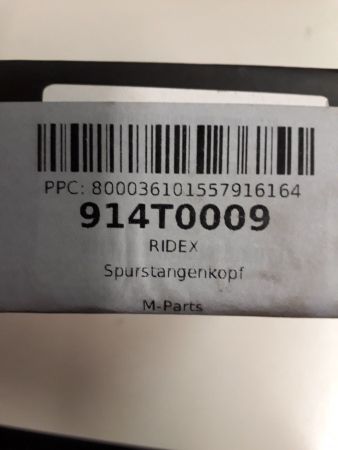 PPC: 800036101557916164
914T0009
RIDEX
Spurstangenkopf
M-Parts